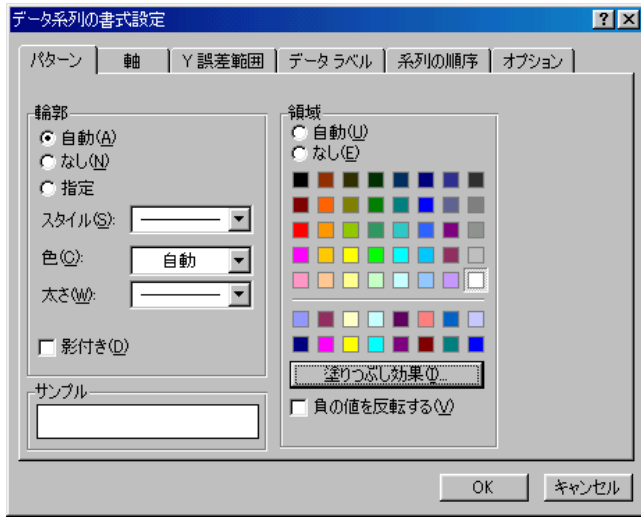 データ系列の書式設定
パターン 軸 Y 誤差範囲 データ ラベル 系列の順序 オプション
輪郭
自動(A)
なし(N)
指定
スタイル(S):
色(C): 自動
太さ(W):
影付き(D)
サンプル
領域
自動(U)
なし(E)
塗りつぶし効果(I)...
負の値を反転する(V)
OK キャンセル